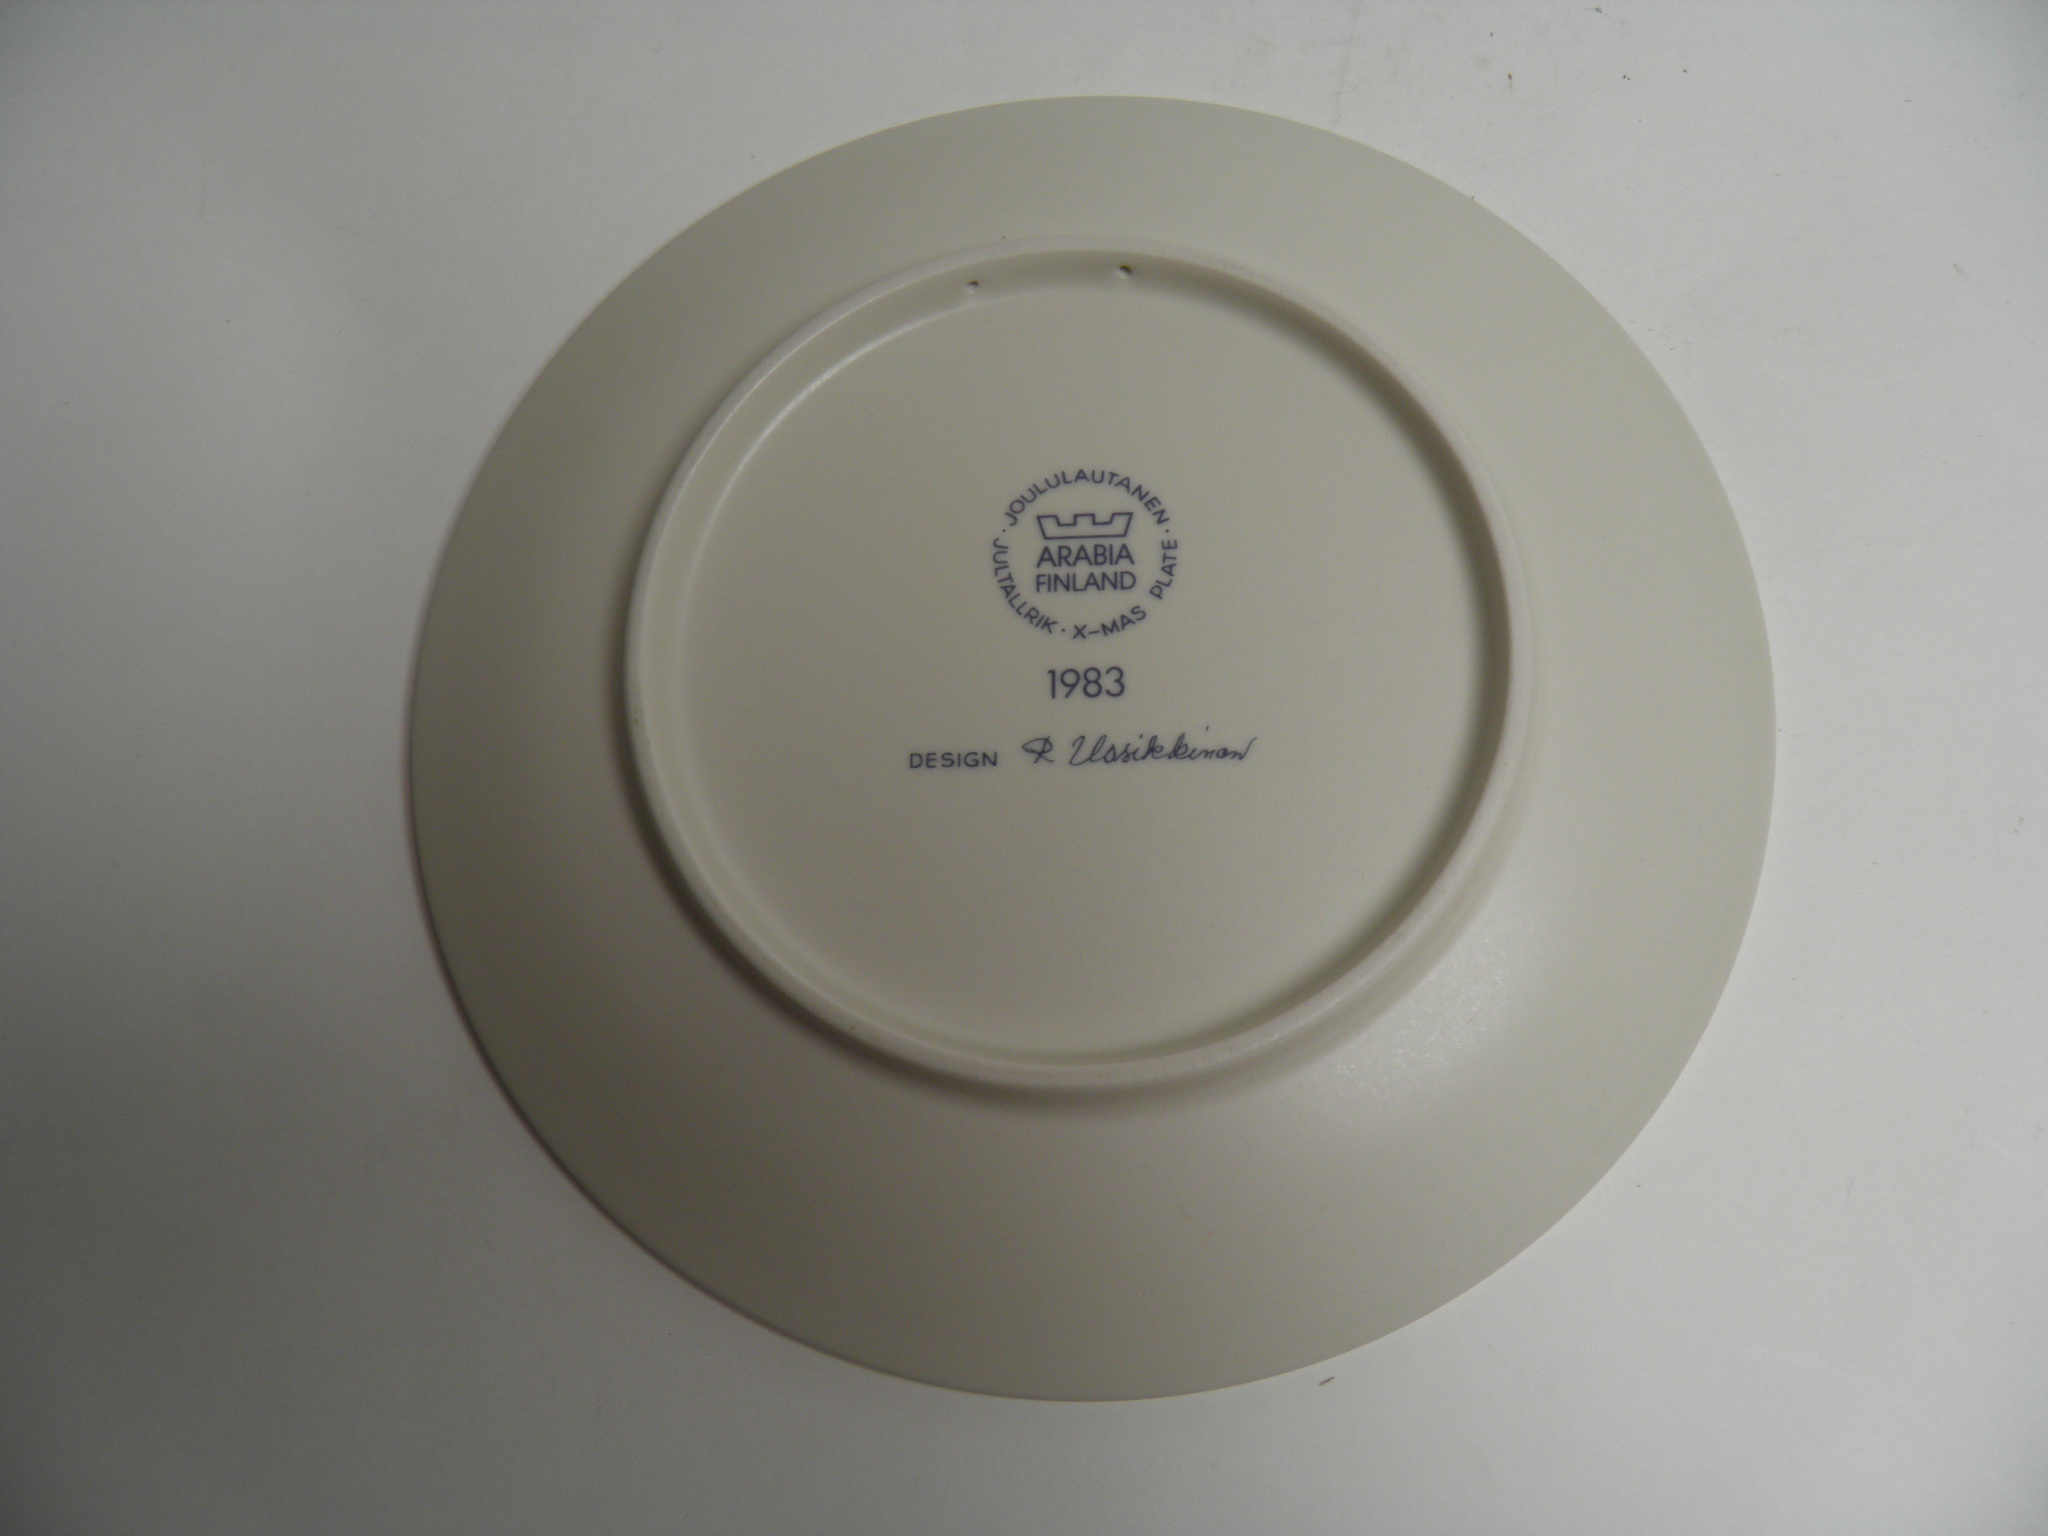 · JOULULAUTANEN · X-MAS PLATE · JULTALLRIK
ARABIA
FINLAND
1983
DESIGN R Uosikkinen